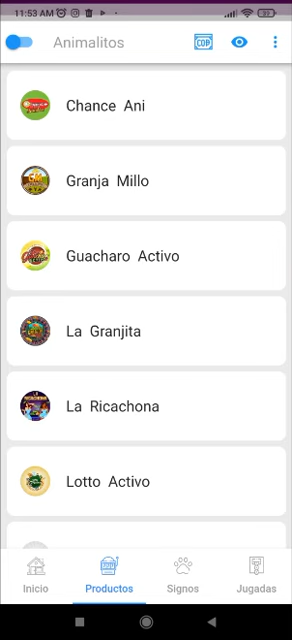 11:53 AM
Animalitos
COP
Chance Ani
Granja Millo
Guacharo Activo
La Granjita
La Ricachona
Lotto Activo
Inicio
Productos
Signos
Jugadas